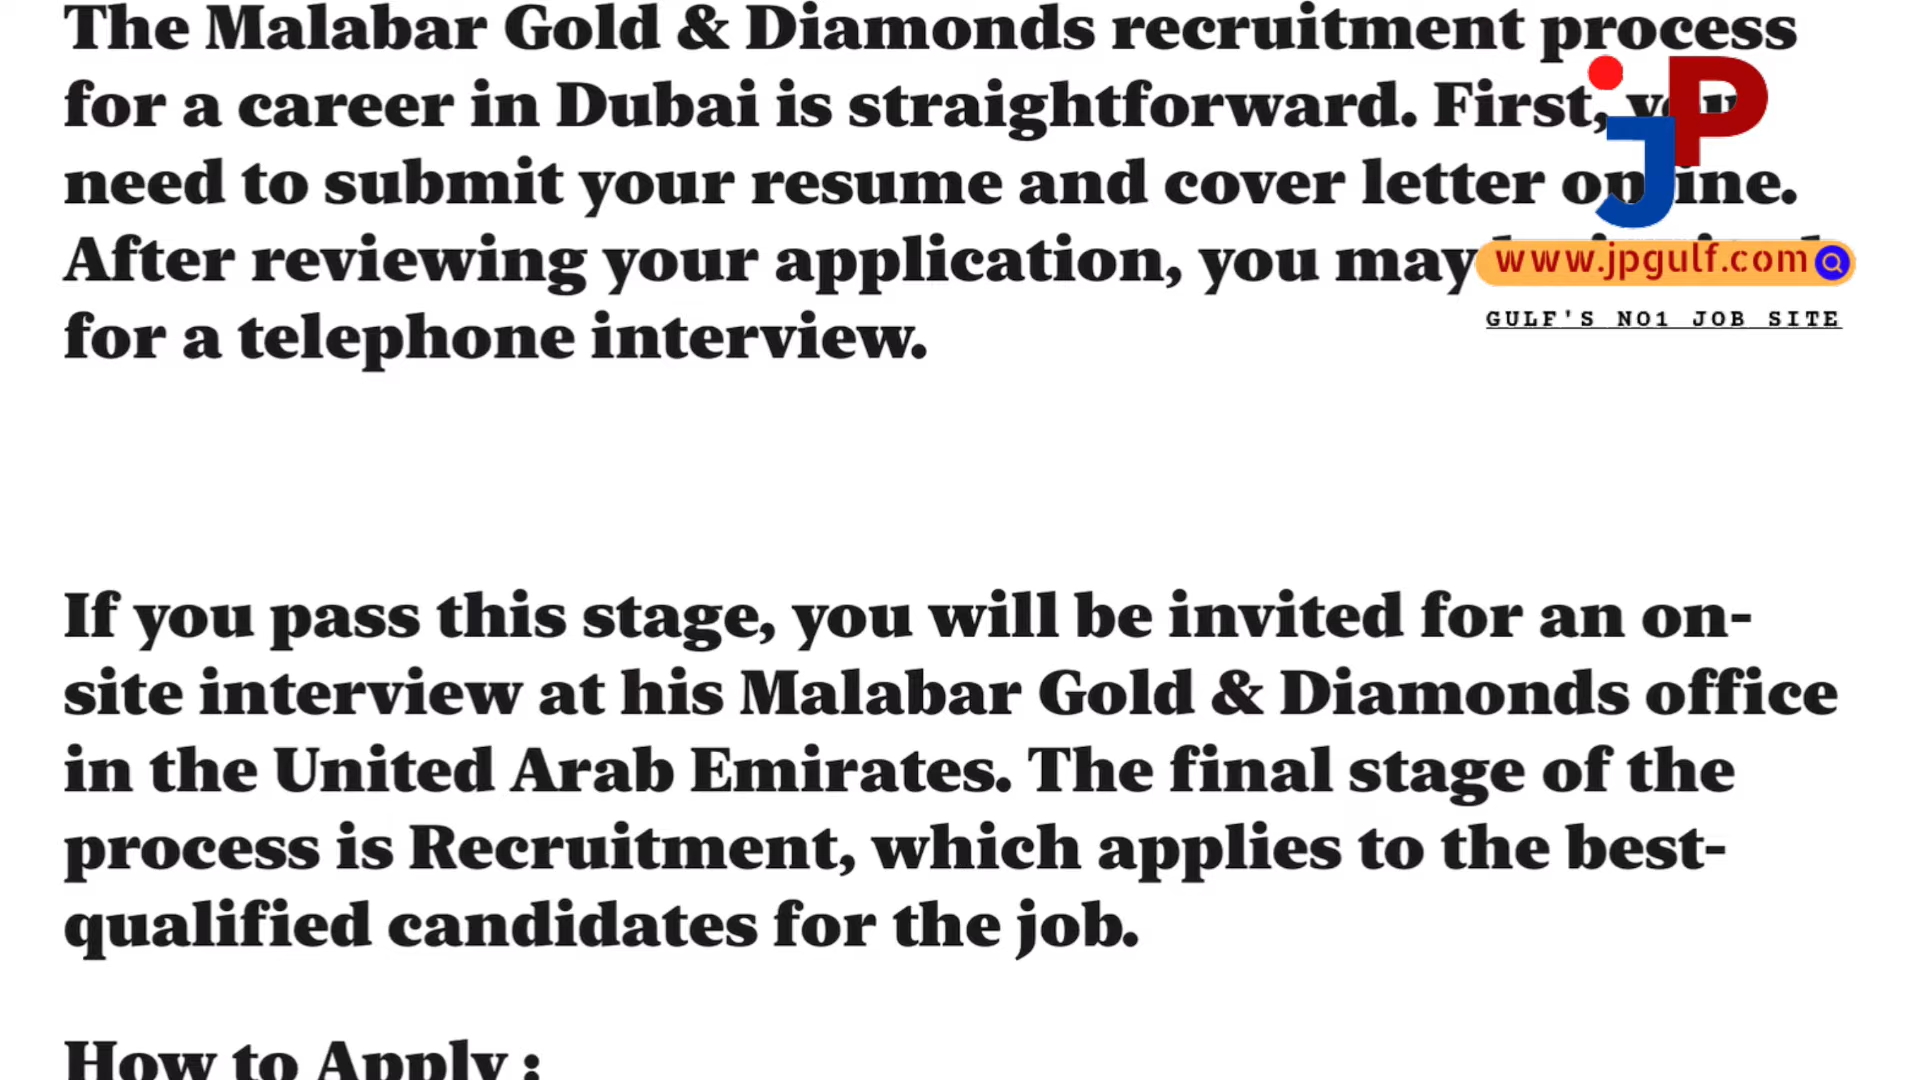 The Malabar Gold & Diamonds recruitment process
for a career in Dubai is straightforward. First, you
need to submit your resume and cover letter online.
After reviewing your application, you may
for a telephone interview.
JP
www.jpgulf.com
GULF'S NO1 JOB SITE
If you pass this stage, you will be invited for an on-
site interview at his Malabar Gold & Diamonds office
in the United Arab Emirates. The final stage of the
process is Recruitment, which applies to the best-
qualified candidates for the job.
How to Apply :